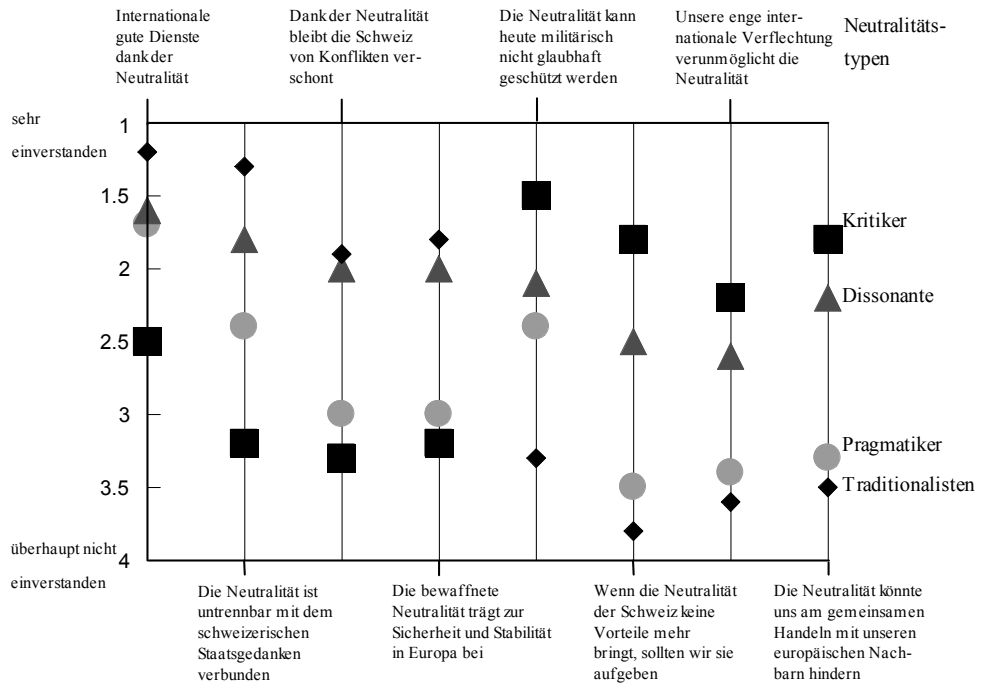 Internationale
gute Dienste
dank der
Neutralität
Dank der Neutralität
bleibt die Schweiz
von Konflikten ver-
schont
Die Neutralität kann
heute militärisch
nicht glaubhaft
geschützt werden
Unsere enge inter-
nationale Verflechtung
verunmöglicht die
Neutralität
Neutralitäts-
typen
sehr
einverstanden
1
1.5
2
2.5
3
3.5
4
überhaupt nicht
einverstanden
Kritiker
Dissonante
Pragmatiker
Traditionalisten
Die Neutralität ist
untrennbar mit dem
schweizerischen
Staatsgedanken
verbunden
Die bewaffnete
Neutralität trägt zur
Sicherheit und Stabilität
in Europa bei
Wenn die Neutralität
der Schweiz keine
Vorteile mehr
bringt, sollten wir sie
aufgeben
Die Neutralität könnte
uns am gemeinsamen
Handeln mit unseren
europäischen Nach-
barn hindern